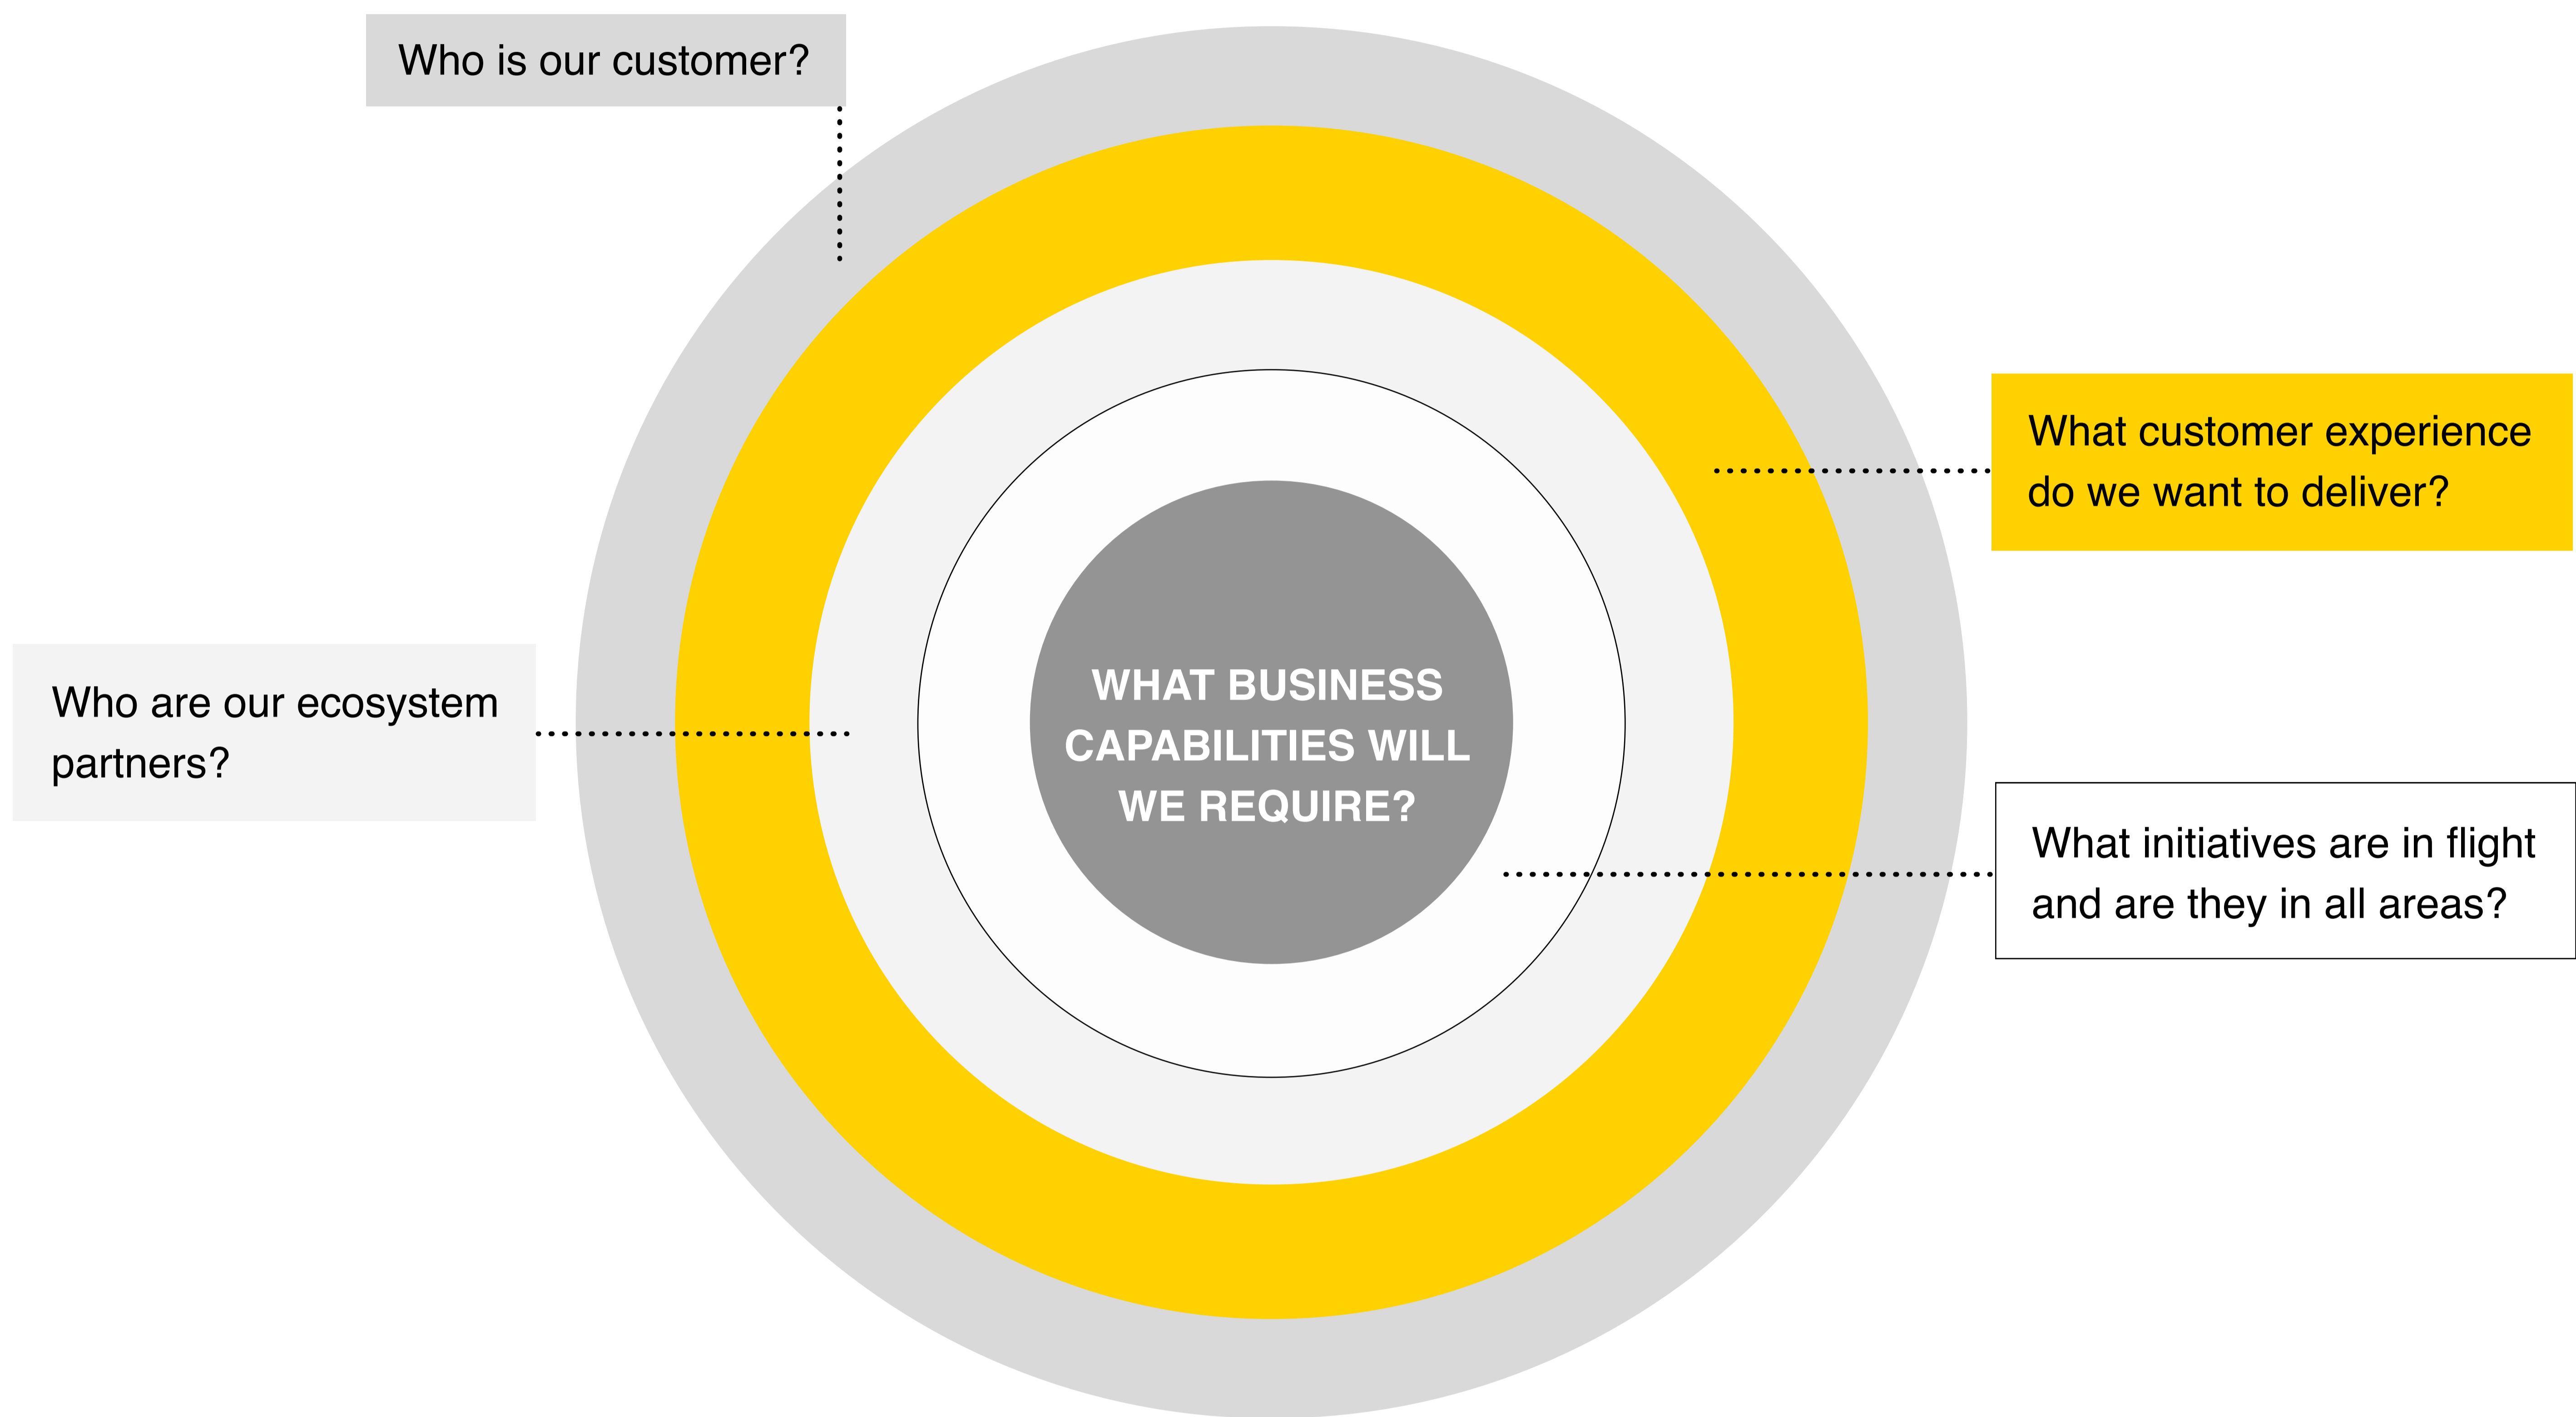 Who is our customer?
What customer experience
do we want to deliver?
Who are our ecosystem
partners?
WHAT BUSINESS
CAPABILITIES WILL
WE REQUIRE?
What initiatives are in flight
and are they in all areas?